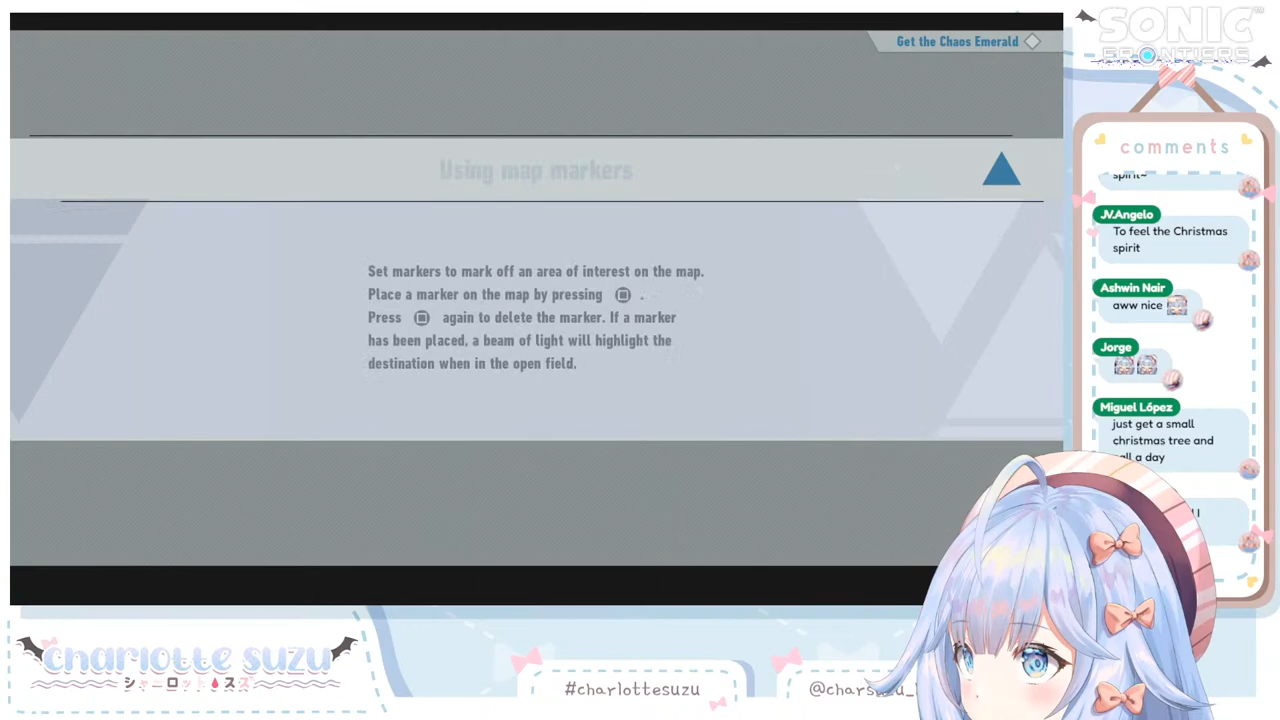 Get the Chaos Emerald
SONIC
FRONTIERS
Using map markers
Set markers to mark off an area of interest on the map.
Place a marker on the map by pressing .
Press again to delete the marker. If a marker
has been placed, a beam of light will highlight the
destination when in the open field.
comments
spirit~
JV.Angelo
To feel the Christmas
spirit
Ashwin Nair
aww nice
Jorge
Miguel López
just get a small
christmas tree and
call a day
charlotte suzu
シャーロット スズ
#charlottesuzu